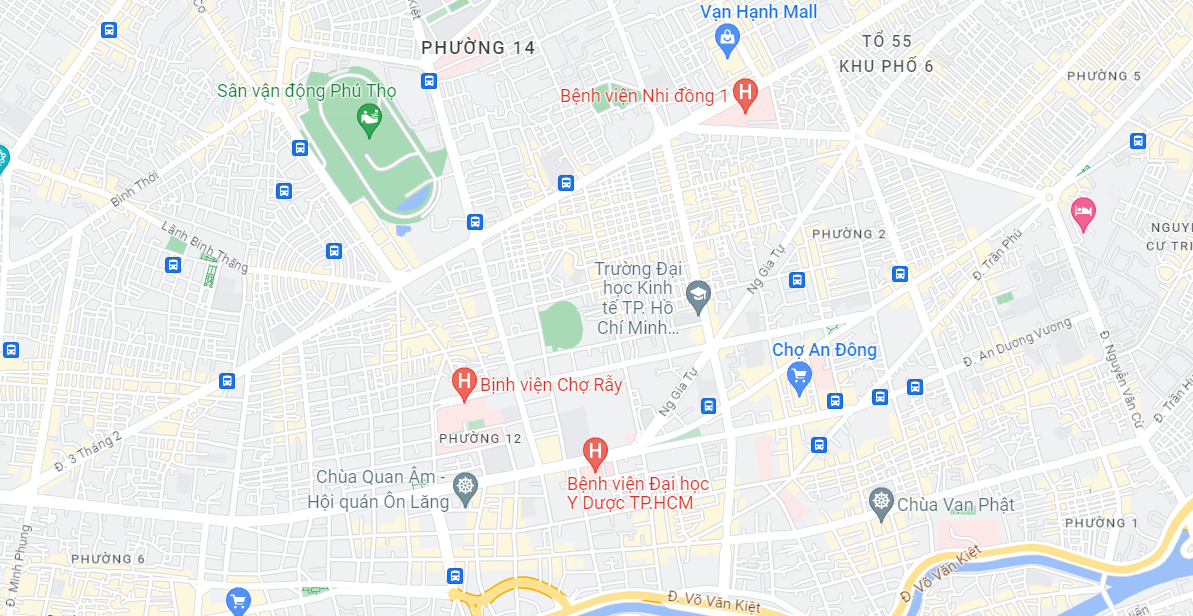 Vạn Hạnh Mall
PHƯỜNG 14
TỔ 55
KHU PHỐ 6
PHƯỜNG 5
Sân vận động Phú Thọ
Bệnh viện Nhi đồng 1
H
Bình Thới
Lãnh Binh Thăng
PHƯỜNG 2
NGUYỄ
CƯ TRI
Đ. Trần Phú
Ng Gia Tự
Trường Đại
học Kinh
tế TP. Hồ
Chí Minh...
Chợ An Đông
Đ. An Dương Vương
Đ. Nguyễn Văn Cừ
H
Bịnh viện Chợ Rẫy
Ng Gia Tự
Đ. Trần H
PHƯỜNG 12
Đ. 3 Tháng 2
H
Chùa Quan Âm -
Hội quán Ôn Lăng
Bệnh viện Đại học
Y Dược TP.HCM
Chùa Vạn Phật
PHƯỜNG 1
Đ. Minh Phụng
PHƯỜNG 6
Đ. Võ Văn Kiệt
Đ. Võ Văn Kiệt